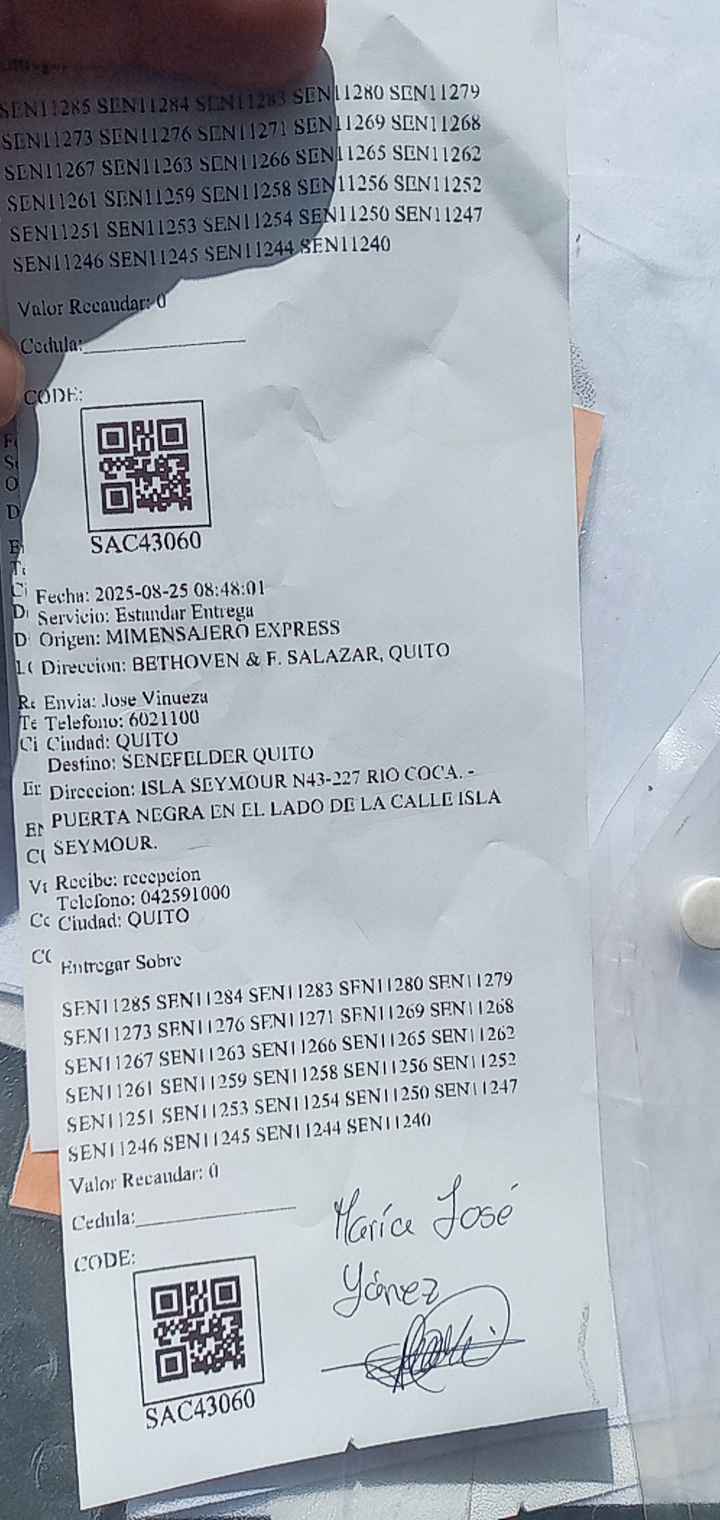 SEN11285 SEN11284 SEN11283 SEN11280 SEN11279
SEN11273 SEN11276 SEN11271 SEN11269 SEN11268
SEN11267 SEN11263 SEN11266 SEN11265 SEN11262
SEN11261 SEN11259 SEN11258 SEN11256 SEN11252
SEN11251 SEN11253 SEN11254 SEN11250 SEN11247
SEN11246 SEN11245 SEN11244 SEN11240
Valor Recaudar: 0
Cedula:
CODE:
SAC43060
Fecha: 2025-08-25 08:48:01
Servicio: Estandar Entrega
Origen: MIMENSAJERO EXPRESS
Direccion: BETHOVEN & F. SALAZAR, QUITO
Envia: Jose Vinueza
Telefono: 6021100
Ciudad: QUITO
Destino: SENEFELDER QUITO
Direccion: ISLA SEYMOUR N43-227 RIO COCA. -
PUERTA NEGRA EN EL LADO DE LA CALLE ISLA
SEYMOUR.
Recibe: recepcion
Telefono: 042591000
Ciudad: QUITO
Entregar Sobre
SEN11285 SEN11284 SEN11283 SEN11280 SEN11279
SEN11273 SEN11276 SEN11271 SEN11269 SEN11268
SEN11267 SEN11263 SEN11266 SEN11265 SEN11262
SEN11261 SEN11259 SEN11258 SEN11256 SEN11252
SEN11251 SEN11253 SEN11254 SEN11250 SEN11247
SEN11246 SEN11245 SEN11244 SEN11240
Valor Recaudar: 0
Cedula:
CODE:
SAC43060
María José
Yánez